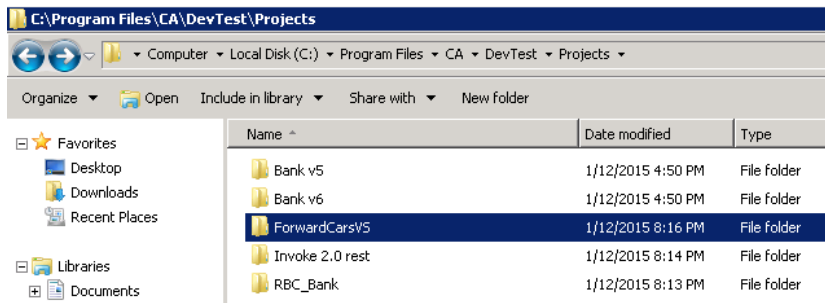 C:\Program Files\CA\DevTest\Projects
Computer Local Disk (C:) Program Files CA DevTest Projects
Organize Open Include in library Share with New folder
Favorites
Desktop
Downloads
Recent Places
Libraries
Documents
Name Date modified Type
Bank v5 1/12/2015 4:50 PM File folder
Bank v6 1/12/2015 4:50 PM File folder
ForwardCarsVS 1/12/2015 8:16 PM File folder
Invoke 2.0 rest 1/12/2015 8:14 PM File folder
RBC_Bank 1/12/2015 8:13 PM File folder